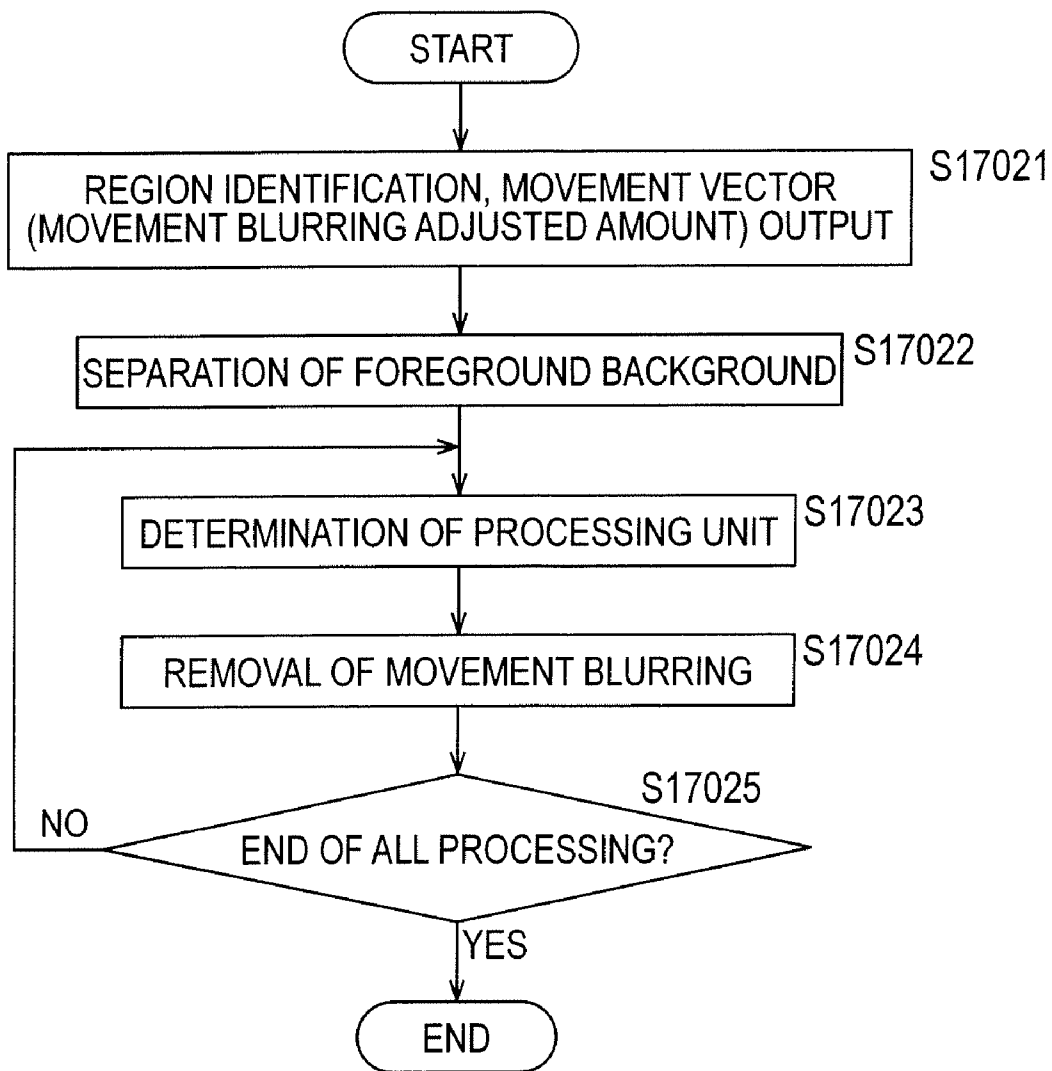 START
S17021
REGION IDENTIFICATION, MOVEMENT VECTOR
(MOVEMENT BLURRING ADJUSTED AMOUNT) OUTPUT
S17022
SEPARATION OF FOREGROUND BACKGROUND
S17023
DETERMINATION OF PROCESSING UNIT
S17024
REMOVAL OF MOVEMENT BLURRING
S17025
NO
END OF ALL PROCESSING?
YES
END